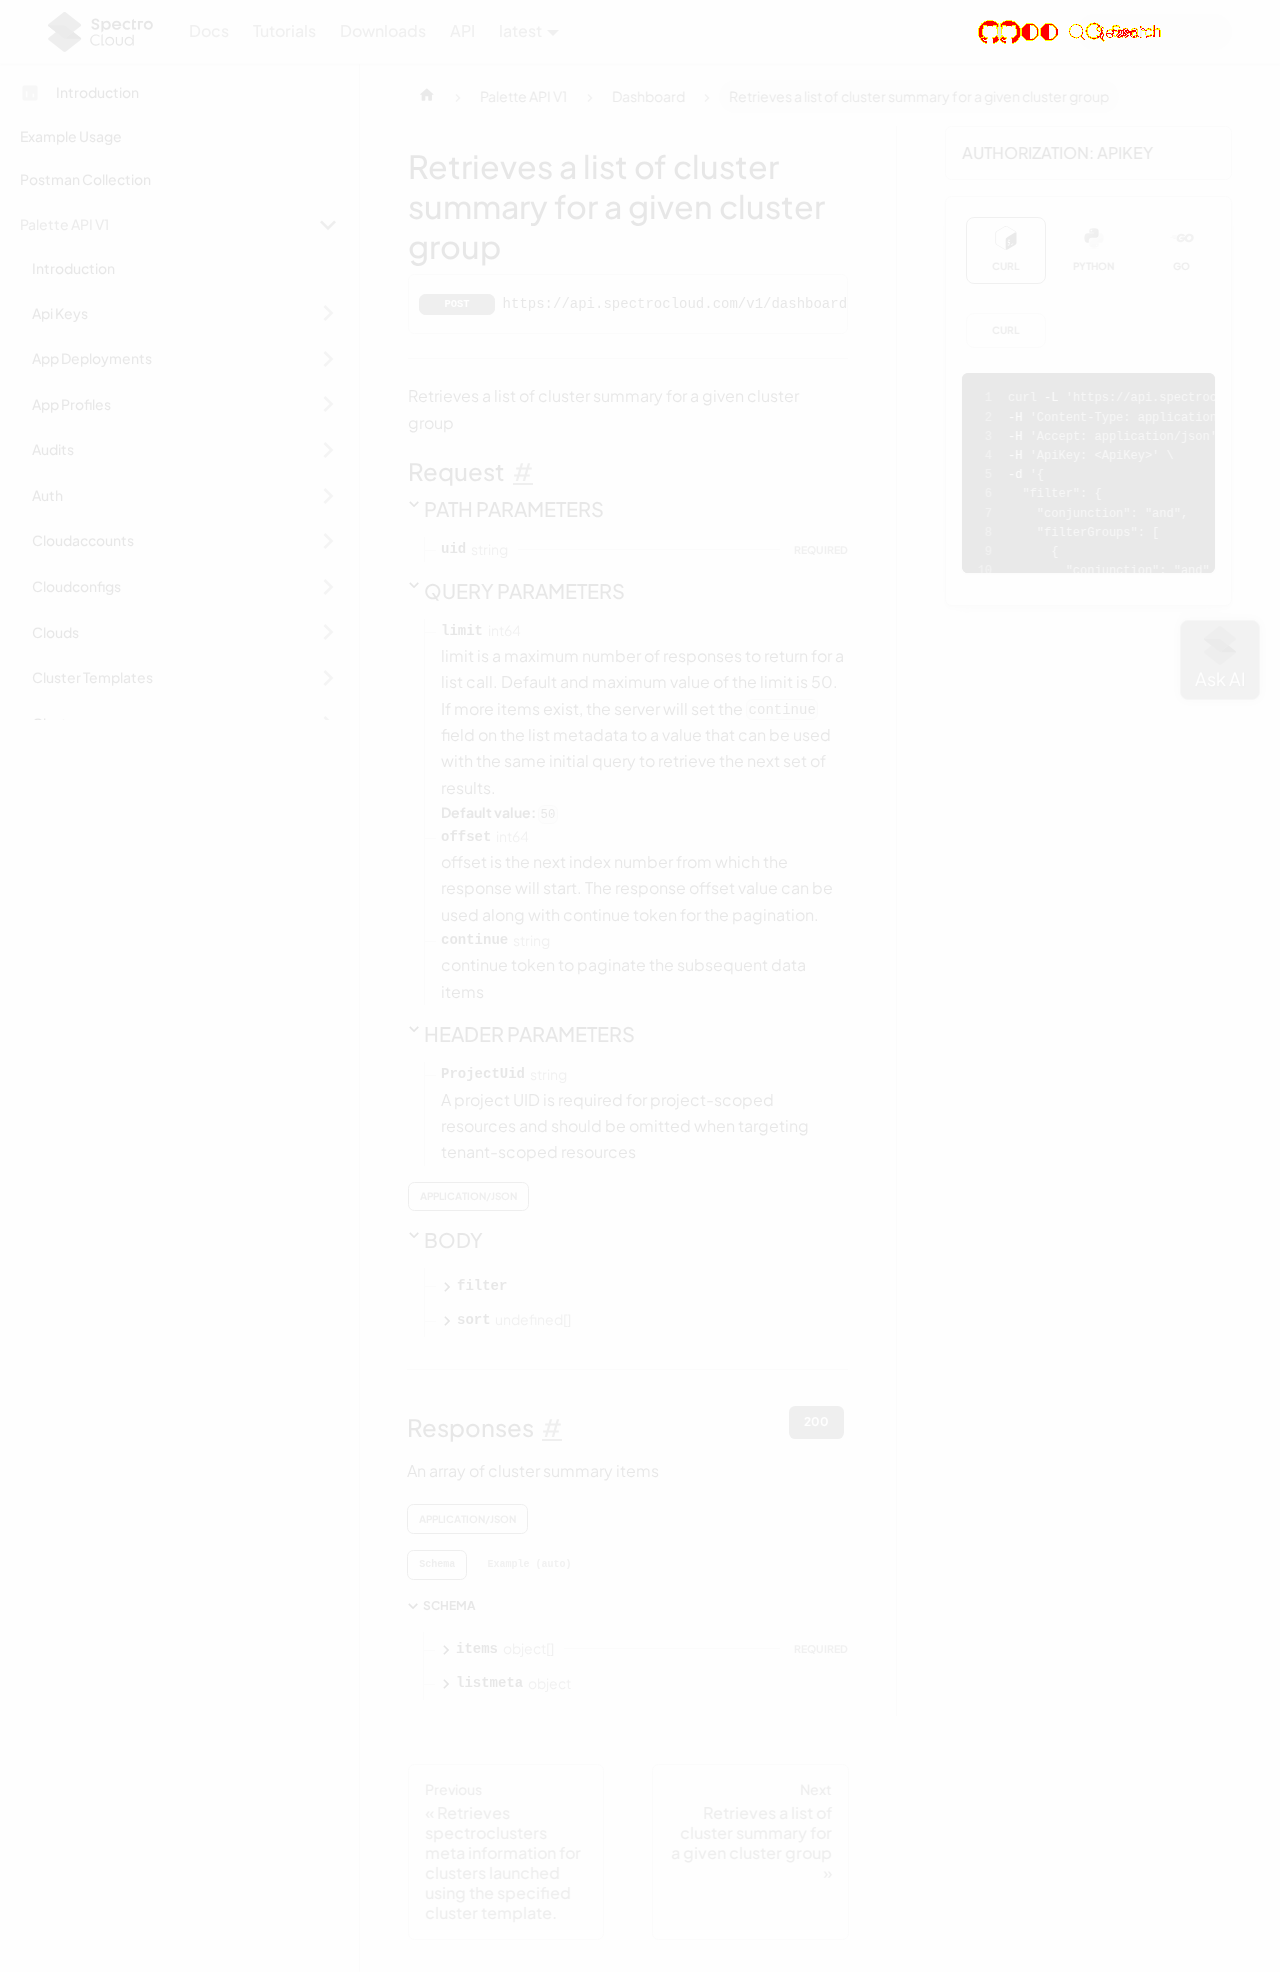 Spectro
Cloud
Docs
Tutorials
Downloads
API
latest
Search
Introduction
Example Usage
Postman Collection
Palette API V1
Introduction
Api Keys
App Deployments
App Profiles
Audits
Auth
Cloudaccounts
Cloudconfigs
Clouds
Cluster Templates
Palette API V1
Dashboard
Retrieves a list of cluster summary for a given cluster group
Retrieves a list of cluster
summary for a given cluster
group
POST
https://api.spectrocloud.com/v1/dashboard
Retrieves a list of cluster summary for a given cluster
group
Request #
PATH PARAMETERS
uid string
REQUIRED
QUERY PARAMETERS
limit int64
limit is a maximum number of responses to return for a
list call. Default and maximum value of the limit is 50.
If more items exist, the server will set the continue
field on the list metadata to a value that can be used
with the same initial query to retrieve the next set of
results.
Default value: 50
offset int64
offset is the next index number from which the
response will start. The response offset value can be
used along with continue token for the pagination.
continue string
continue token to paginate the subsequent data
items
HEADER PARAMETERS
ProjectUid string
A project UID is required for project-scoped
resources and should be omitted when targeting
tenant-scoped resources
APPLICATION/JSON
BODY
filter
sort undefined[]
Responses #
200
An array of cluster summary items
APPLICATION/JSON
Schema
Example (auto)
SCHEMA
items object[]
REQUIRED
listmeta object
Previous
« Retrieves
spectroclusters
meta information for
clusters launched
using the specified
cluster template.
Next
Retrieves a list of
cluster summary for
a given cluster group
»
AUTHORIZATION: APIKEY
CURL
PYTHON
GO
GO
CURL
1 curl -L 'https://api.spectroc
2 -H 'Content-Type: application
3 -H 'Accept: application/json'
4 -H 'ApiKey: <ApiKey>' \
5 -d '{
6 "filter": {
7 "conjunction": "and",
8 "filterGroups": [
9 {
10 "conjunction": "and"
Ask AI